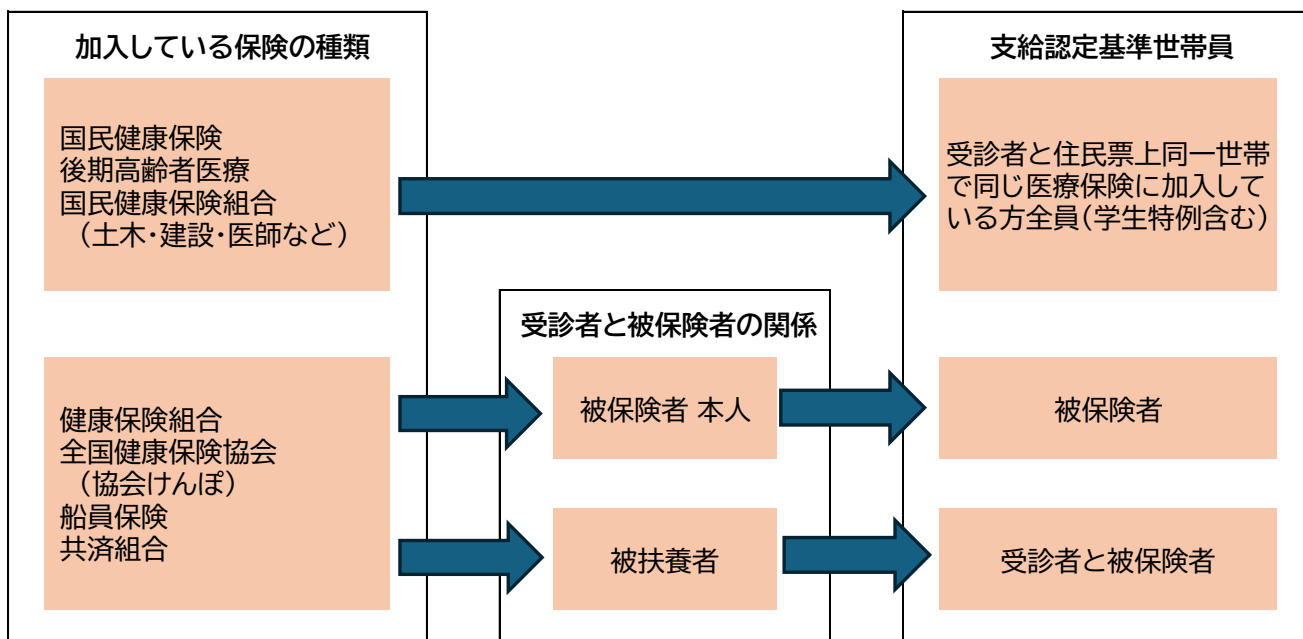 加入している保険の種類
国民健康保険
後期高齢者医療
国民健康保険組合
（土木・建設・医師など）
健康保険組合
全国健康保険協会
（協会けんぽ）
船員保険
共済組合
受診者と被保険者の関係
被保険者 本人
被扶養者
支給認定基準世帯員
受診者と住民票上同一世帯
で同じ医療保険に加入して
いる方全員（学生特例含む）
被保険者
受診者と被保険者